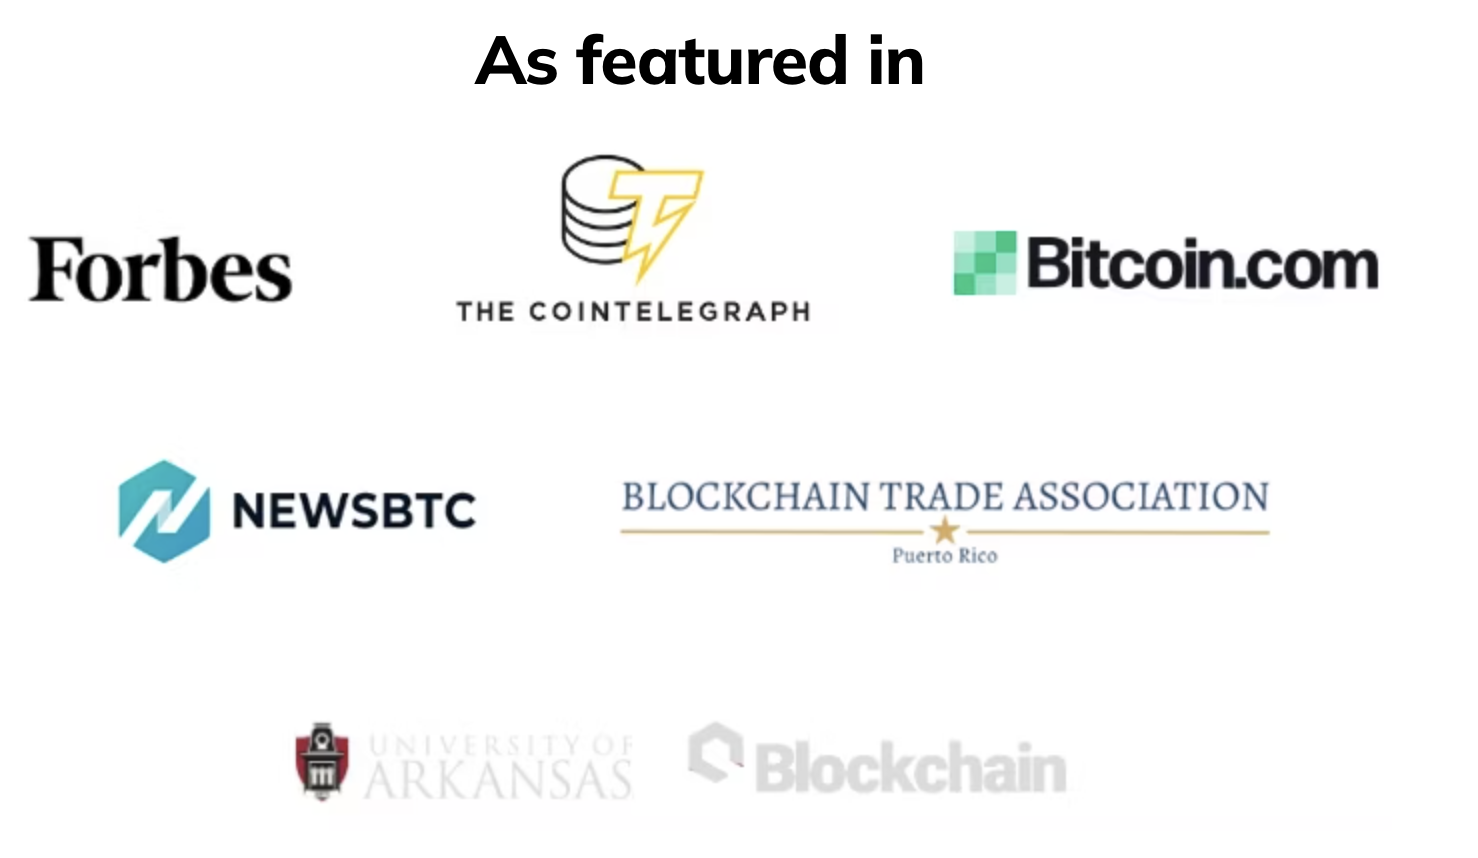 As featured in
Forbes
THE COINTELEGRAPH
Bitcoin.com
NEWSBTC
BLOCKCHAIN TRADE ASSOCIATION
Puerto Rico
UNIVERSITY OF
ARKANSAS
Blockchain